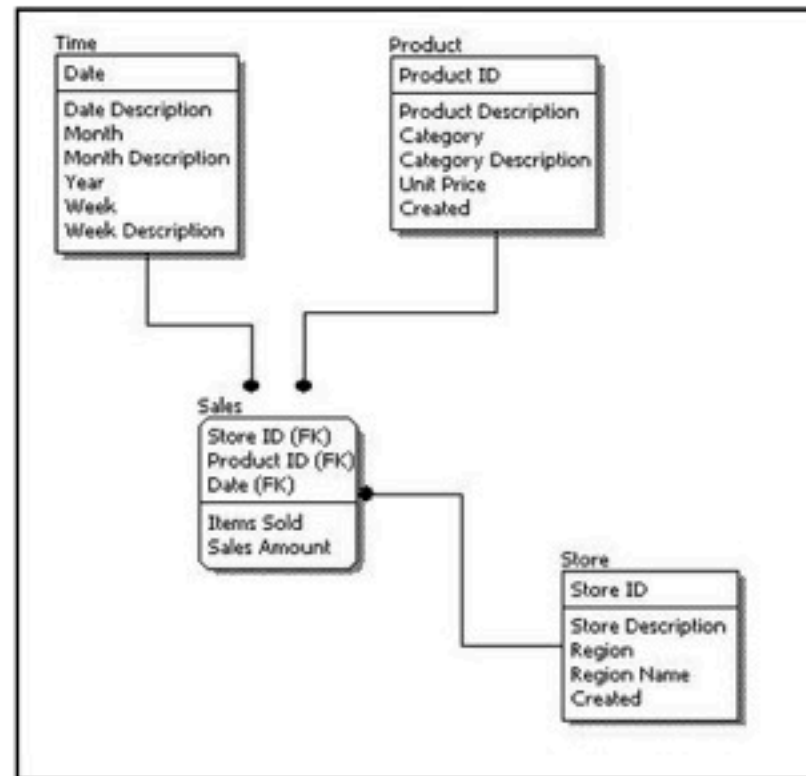 Time
Date
Date Description
Month
Month Description
Year
Week
Week Description
Product
Product ID
Product Description
Category
Category Description
Unit Price
Created
Sales
Store ID (FK)
Product ID (FK)
Date (FK)
Items Sold
Sales Amount
Store
Store ID
Store Description
Region
Region Name
Created